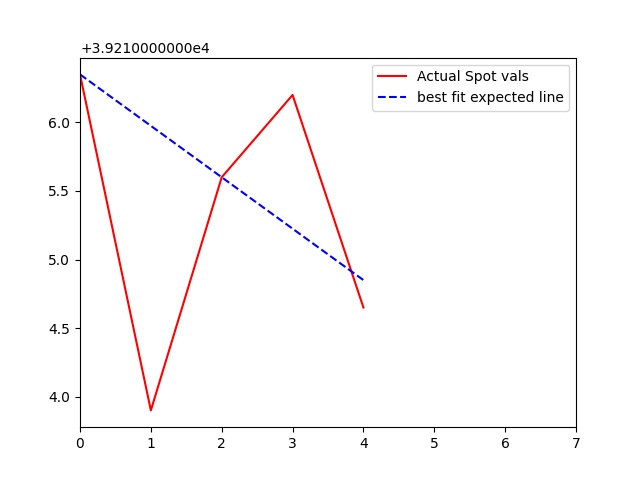 +3.9210000000e4
Actual Spot vals
best fit expected line
6.0
5.5
5.0
4.5
4.0
0 1 2 3 4 5 6 7